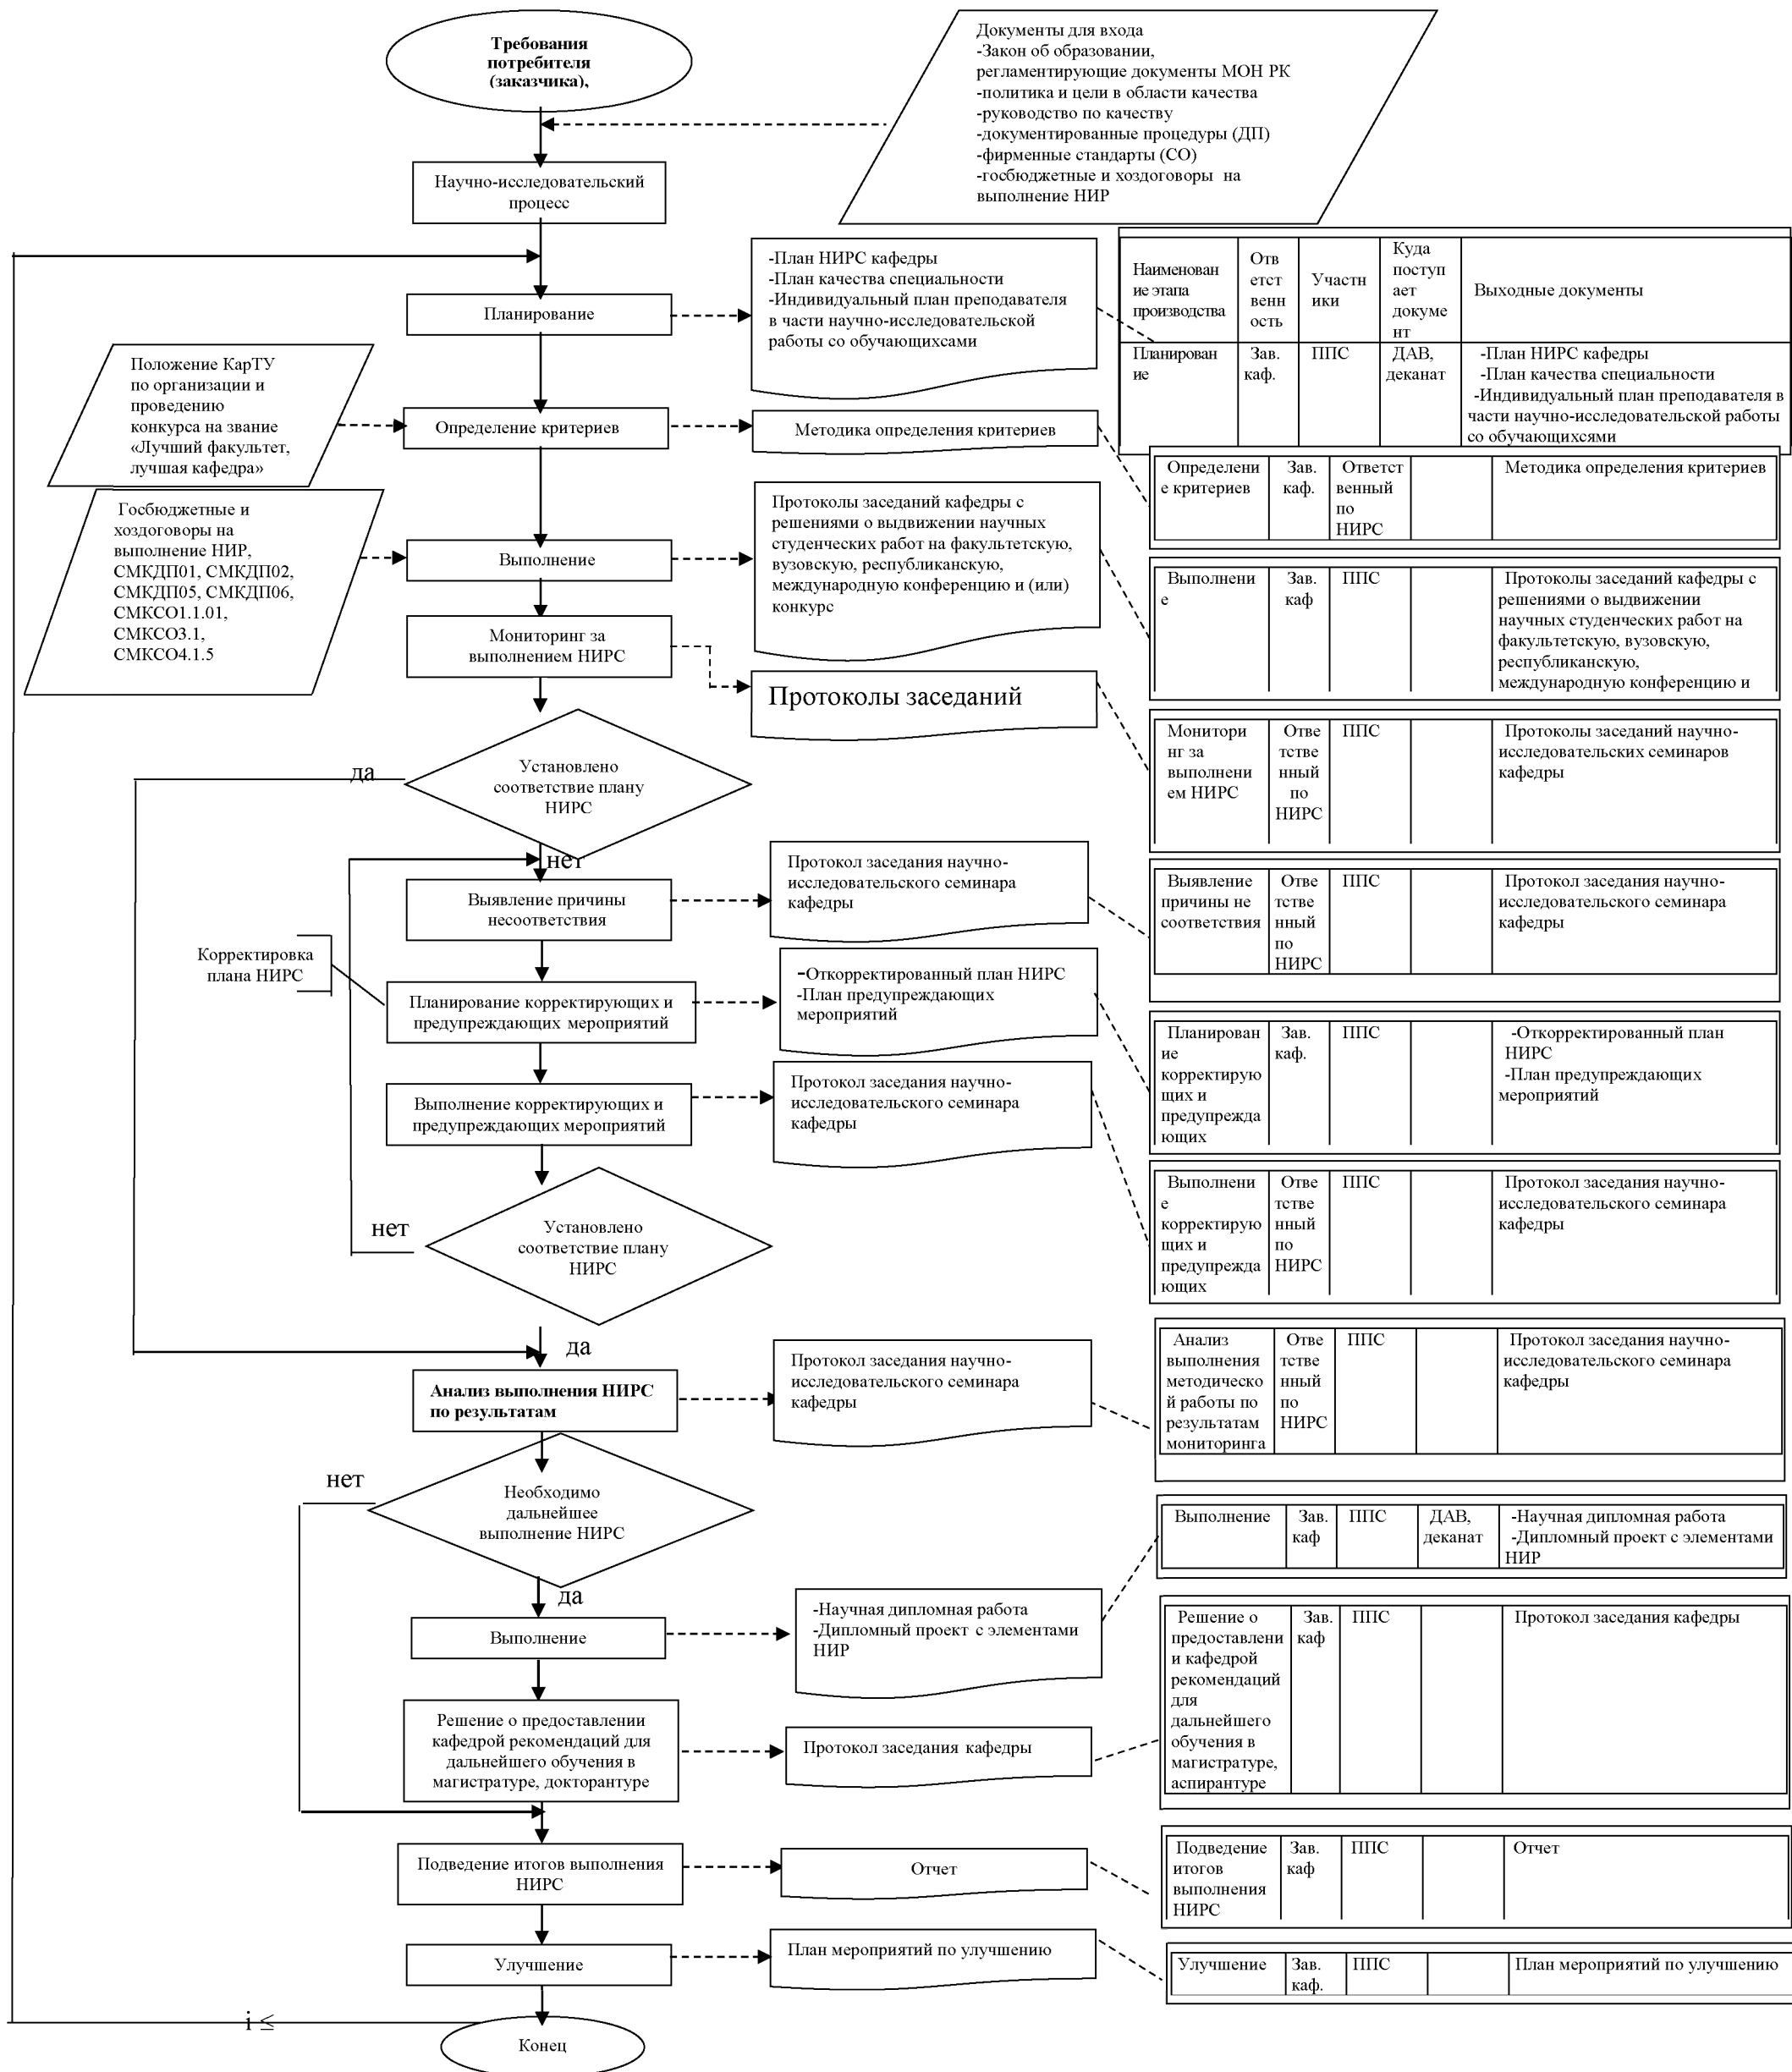 Требования
потребителя
(заказчика),
Документы для входа
-Закон об образовании,
регламентирующие документы МОН РК
-политика и цели в области качества
-руководство по качеству
-документированные процедуры (ДП)
-фирменные стандарты (СО)
-госбюджетные и хоздоговоры на
выполнение НИР
Научно-исследовательский
процесс
-План НИРС кафедры
-План качества специальности
-Индивидуальный план преподавателя
в части научно-исследовательской
работы со обучающихсами
Планирование
Наименован
ие этапа
производства
Отв
етст
венн
ость
Участн
ики
Куда
поступ
ает
докуме
нт
Выходные документы
Планирован
ие
Зав.
каф.
ППС
ДАВ,
деканат
-План НИРС кафедры
-План качества специальности
-Индивидуальный план преподавателя в
части научно-исследовательской работы
со обучающихсями
Положение КарТУ
по организации и
проведению
конкурса на звание
«Лучший факультет,
лучшая кафедра»
Определение критериев
Методика определения критериев
Определени
е критериев
Зав.
каф.
Ответст
венный
по
НИРС
Методика определения критериев
Госбюджетные и
хоздоговоры на
выполнение НИР,
СМКДП01, СМКДП02,
СМКДП05, СМКДП06,
СМКСО1.1.01,
СМКСО3.1,
СМКСО4.1.5
Выполнение
Протоколы заседаний кафедры с
решениями о выдвижении научных
студенческих работ на факультетскую,
вузовскую, республиканскую,
международную конференцию и (или)
конкурс
Выполнени
е
Зав.
каф
ППС
Протоколы заседаний кафедры с
решениями о выдвижении
научных студенческих работ на
факультетскую, вузовскую,
республиканскую,
международную конференцию и
Мониторинг за
выполнением НИРС
Протоколы заседаний
Монитори
нг за
выполнени
ем НИРС
Отве
тстве
нный
по
НИРС
ППС
Протоколы заседаний научно-
исследовательских семинаров
кафедры
да
Установлено
соответствие плану
НИРС
нет
Выявление причины
несоответствия
Протокол заседания научно-
исследовательского семинара
кафедры
Выявление
причины не
соответствия
Отве
тстве
нный
по
НИРС
ППС
Протокол заседания научно-
исследовательского семинара
кафедры
Корректировка
плана НИРС
Планирование корректирующих и
предупреждающих мероприятий
-Откорректированный план НИРС
-План предупреждающих
мероприятий
Планирован
ие
корректирую
щих и
предупрежда
ющих
Зав.
каф.
ППС
-Откорректированный план
НИРС
-План предупреждающих
мероприятий
Выполнение корректирующих и
предупреждающих мероприятий
Протокол заседания научно-
исследовательского семинара
кафедры
Выполнени
е
корректирую
щих и
предупрежда
ющих
Отве
тстве
нный
по
НИРС
ППС
Протокол заседания научно-
исследовательского семинара
кафедры
нет
Установлено
соответствие плану
НИРС
да
Анализ выполнения НИРС
по результатам
Протокол заседания научно-
исследовательского семинара
кафедры
Анализ
выполнения
методическо
й работы по
результатам
мониторинга
Отве
тстве
нный
по
НИРС
ППС
Протокол заседания научно-
исследовательского семинара
кафедры
нет
Необходимо
дальнейшее
выполнение НИРС
да
Выполнение
-Научная дипломная работа
-Дипломный проект с элементами
НИР
Выполнение
Зав.
каф
ППС
ДАВ,
деканат
-Научная дипломная работа
-Дипломный проект с элементами
НИР
Решение о предоставлении
кафедрой рекомендаций для
дальнейшего обучения в
магистратуре, докторантуре
Протокол заседания кафедры
Решение о
предоставлени
и кафедрой
рекомендаций
для
дальнейшего
обучения в
магистратуре,
аспирантуре
Зав.
каф
ППС
Протокол заседания кафедры
Подведение итогов выполнения
НИРС
Отчет
Подведение
итогов
выполнения
НИРС
Зав.
каф
ППС
Отчет
Улучшение
План мероприятий по улучшению
Улучшение
Зав.
каф.
ППС
План мероприятий по улучшению
i ≤
Конец